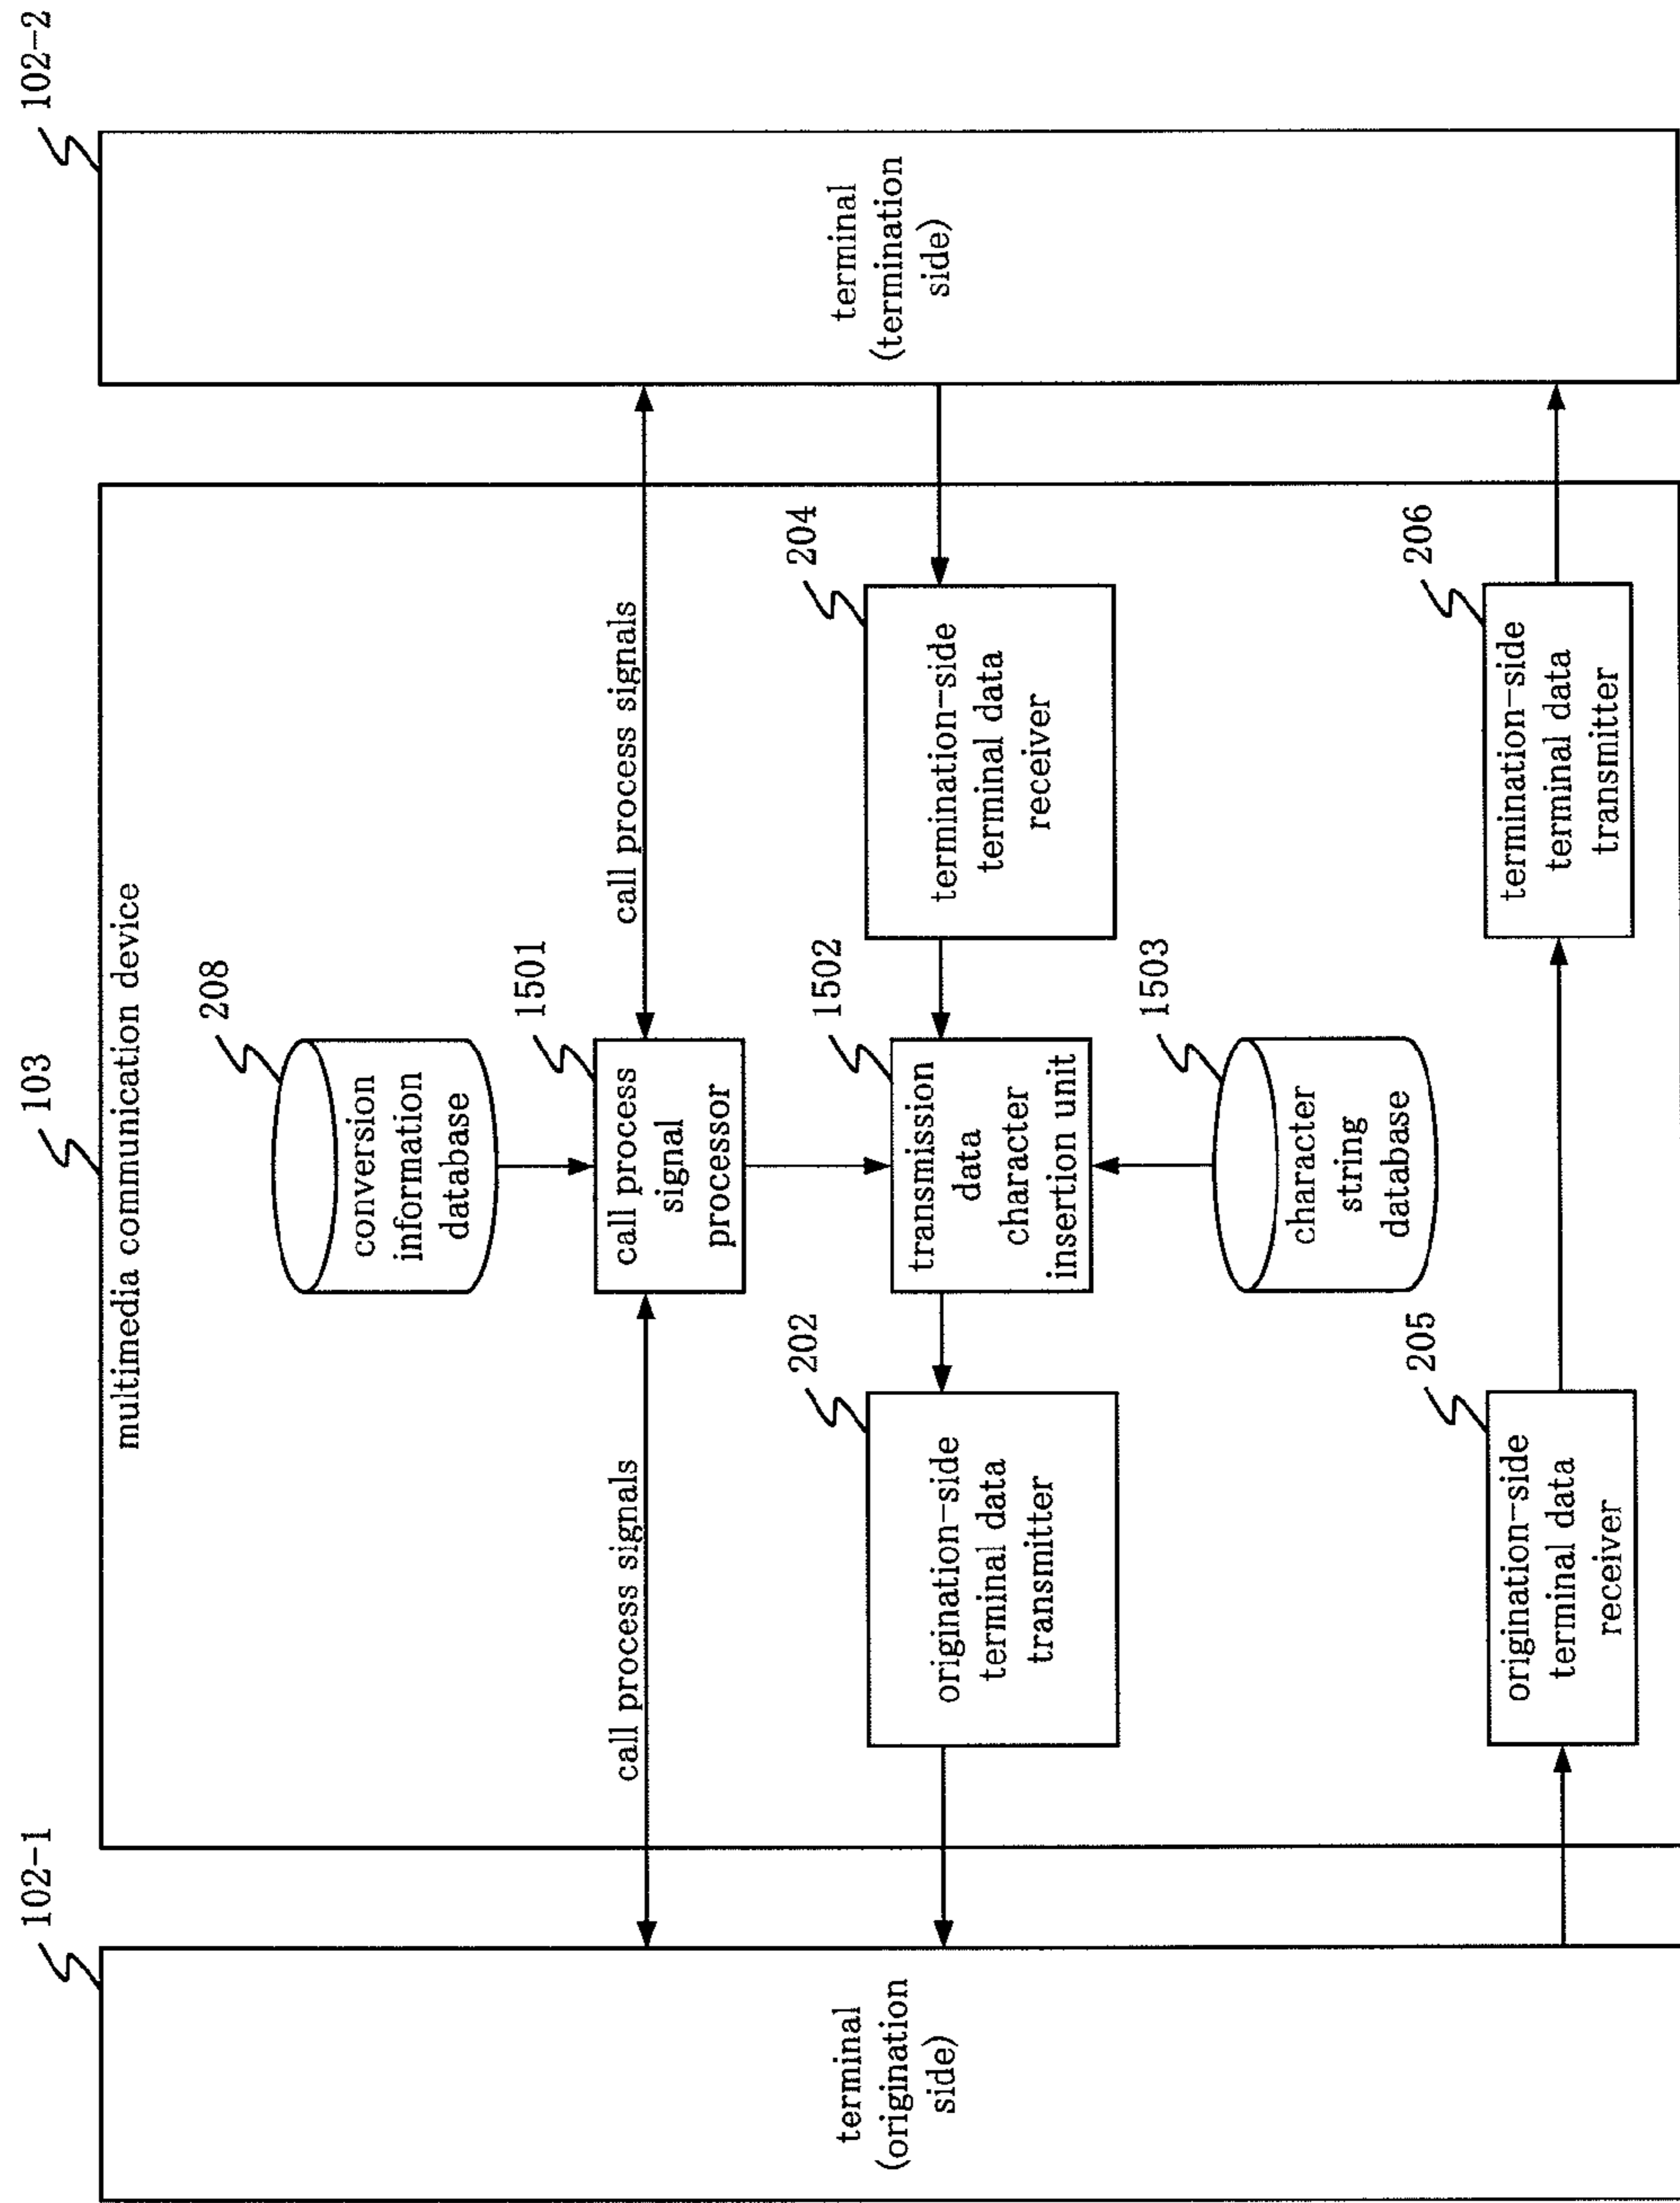 102-1
103
102-2
multimedia communication device
terminal
(origination
side)
208
conversion
information
database
call process signals
1501
call process
signal
processor
call process signals
202
origination-side
terminal data
transmitter
1502
transmission
data
character
insertion unit
204
termination-side
terminal data
receiver
terminal
(termination
side)
1503
character
string
database
205
origination-side
terminal data
receiver
206
termination-side
terminal data
transmitter